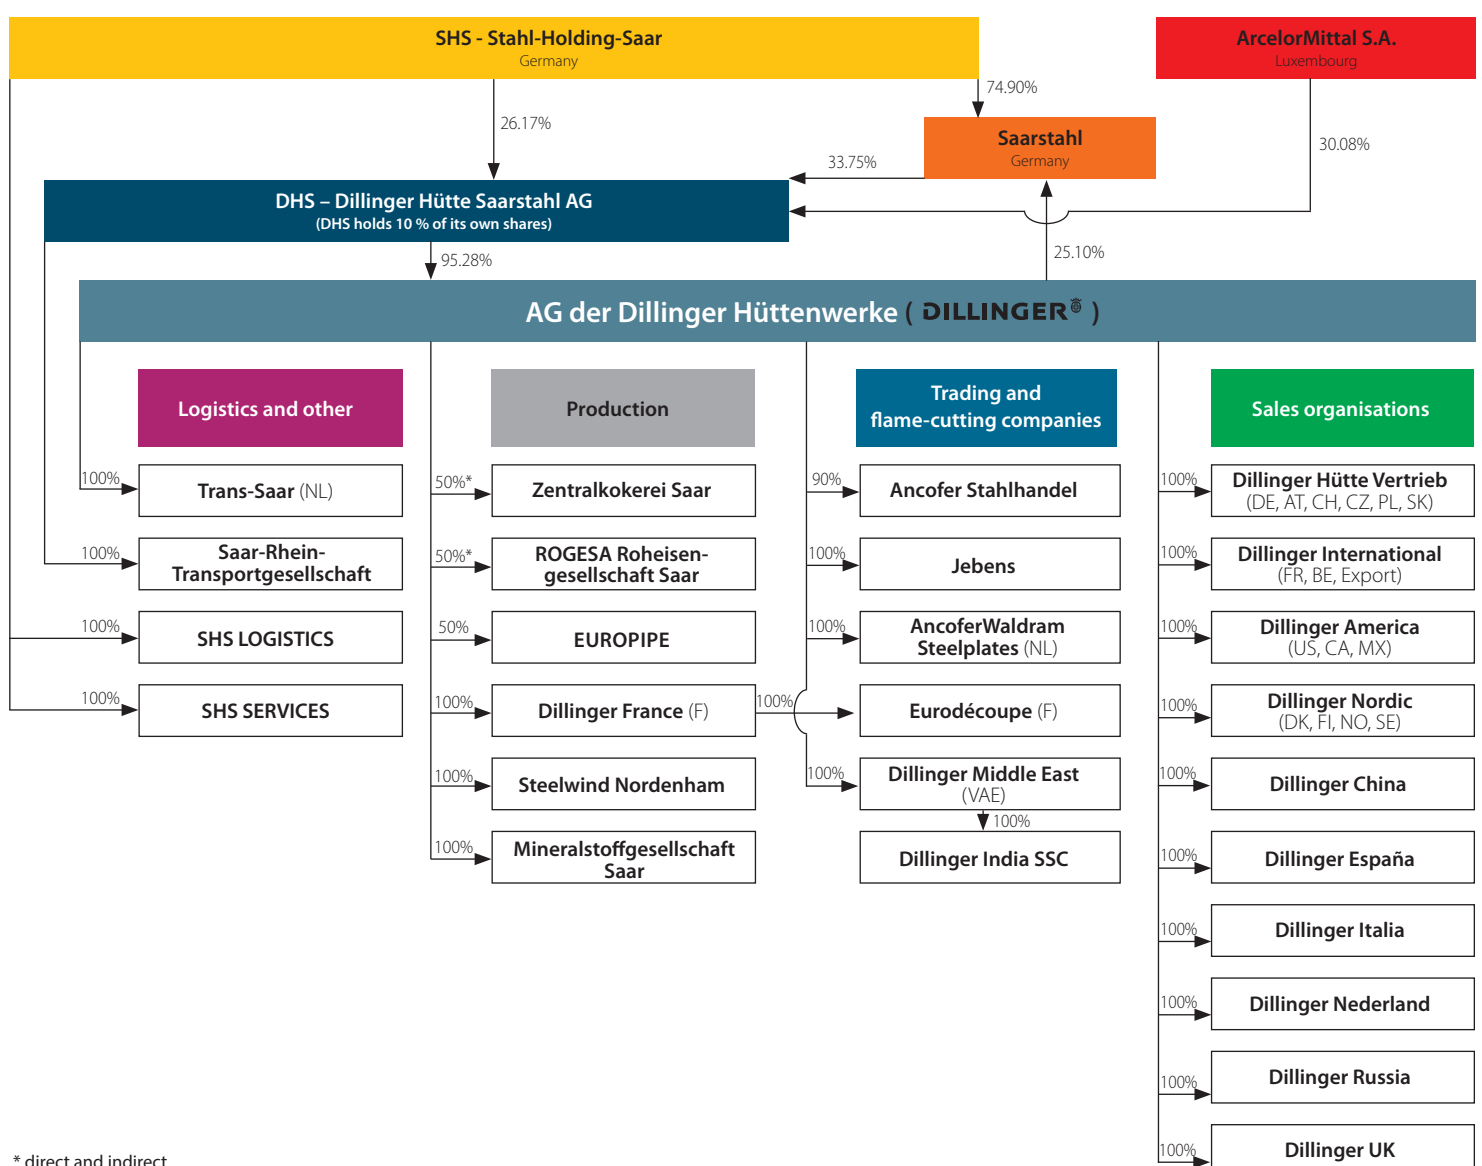 SHS - Stahl-Holding-Saar
Germany
ArcelorMittal S.A.
Luxembourg
74.90%
26.17%
Saarstahl
Germany
30.08%
33.75%
DHS – Dillinger Hütte Saarstahl AG
(DHS holds 10 % of its own shares)
95.28%
25.10%
AG der Dillinger Hüttenwerke ( DILLINGER )
Logistics and other
100%
Trans-Saar (NL)
100%
Saar-Rhein-
Transportgesellschaft
100%
SHS LOGISTICS
100%
SHS SERVICES
Production
50%*
Zentralkokerei Saar
50%*
ROGESA Roheisen-
gesellschaft Saar
50%
EUROPIPE
100%
Dillinger France (F)
100%
Steelwind Nordenham
100%
Mineralstoffgesellschaft
Saar
Trading and
flame-cutting companies
90%
Ancofer Stahlhandel
100%
Jebens
100%
AncoferWaldram
Steelplates (NL)
100%
Eurodécoupe (F)
100%
Dillinger Middle East
(VAE)
100%
Dillinger India SSC
Sales organisations
100%
Dillinger Hütte Vertrieb
(DE, AT, CH, CZ, PL, SK)
100%
Dillinger International
(FR, BE, Export)
100%
Dillinger America
(US, CA, MX)
100%
Dillinger Nordic
(DK, FI, NO, SE)
100%
Dillinger China
100%
Dillinger España
100%
Dillinger Italia
100%
Dillinger Nederland
100%
Dillinger Russia
100%
Dillinger UK
* direct and indirect